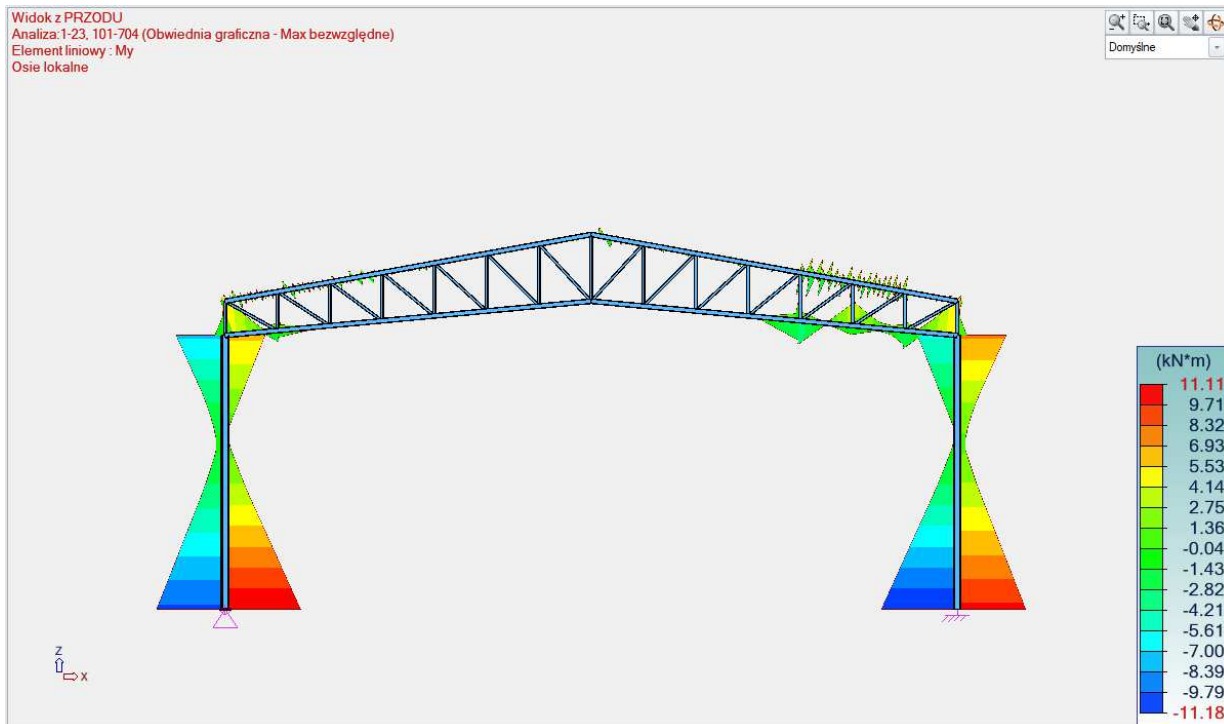 Widok z PRZODU
Analiza:1-23, 101-704 (Obwiednia graficzna - Max bezwzględne)
Element liniowy : My
Osie lokalne
Domyślne
(kN*m)
11.11
9.71
8.32
6.93
5.53
4.14
2.75
1.36
-0.04
-1.43
-2.82
-4.21
-5.61
-7.00
-8.39
-9.79
-11.18
z
x